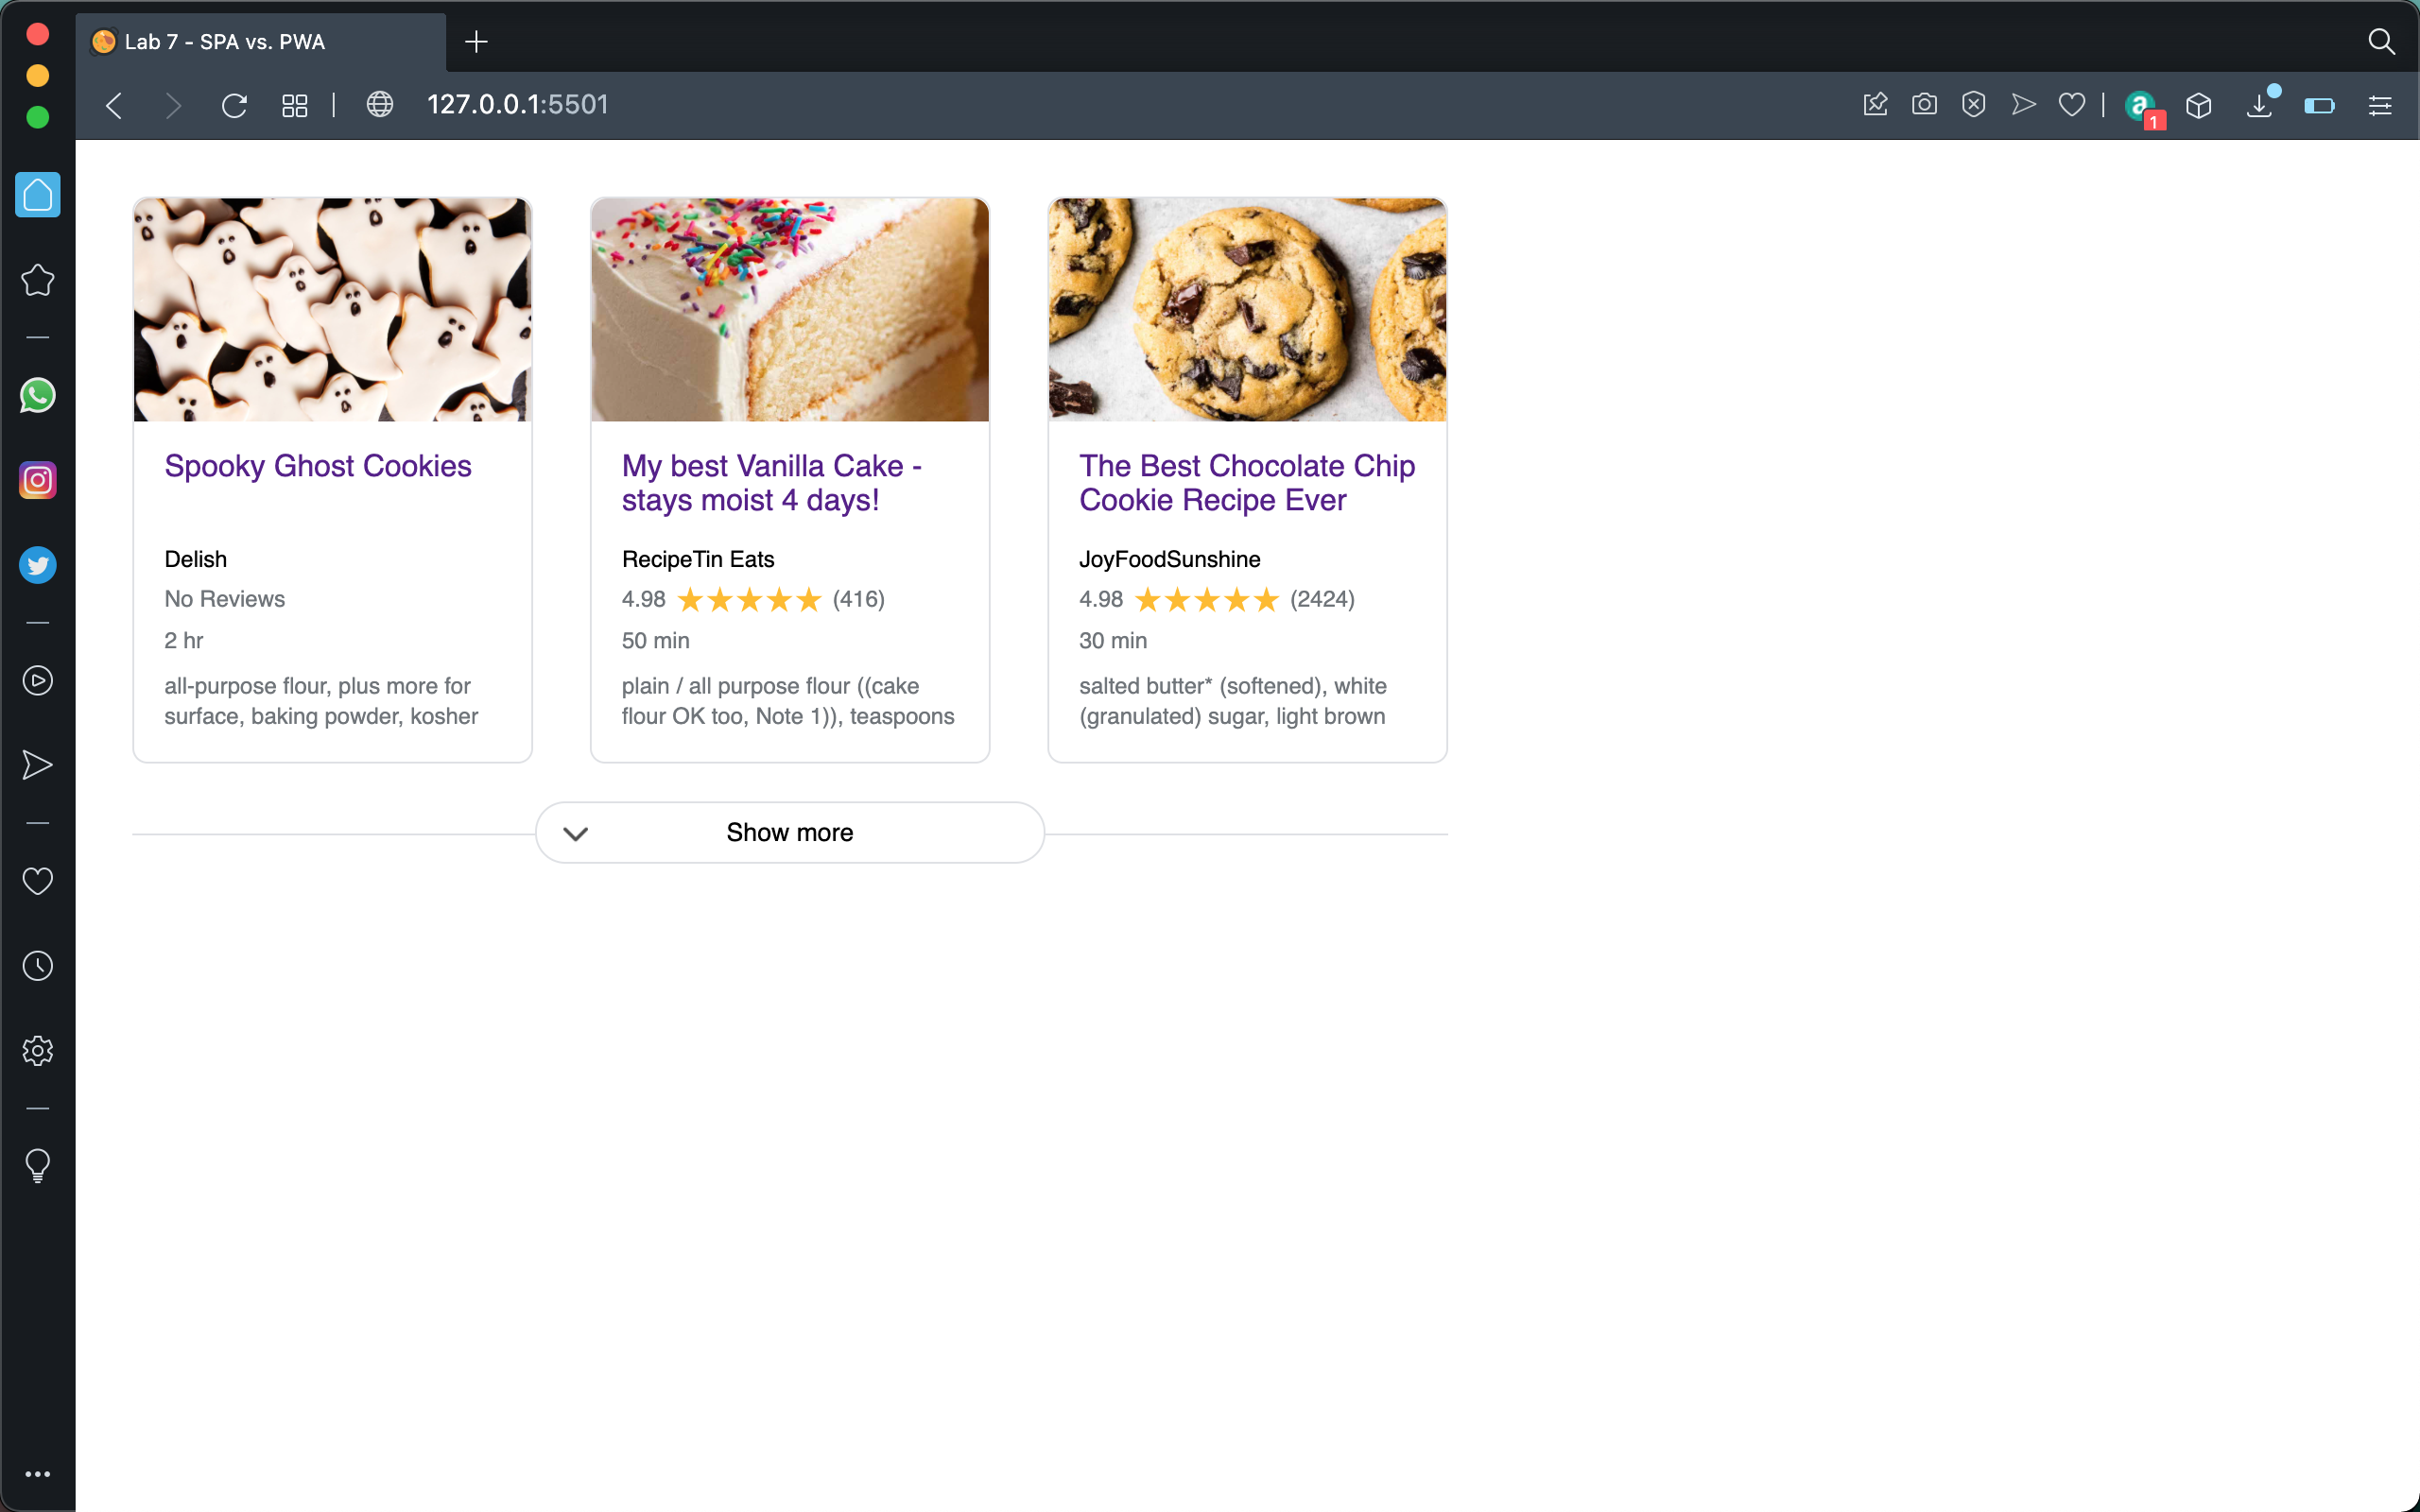 Lab 7 - SPA vs. PWA
127.0.0.1:5501
a
1
Spooky Ghost Cookies
Delish
No Reviews
2 hr
all-purpose flour, plus more for
surface, baking powder, kosher
My best Vanilla Cake -
stays moist 4 days!
RecipeTin Eats
4.98 ★★★★★ (416)
50 min
plain / all purpose flour ((cake
flour OK too, Note 1)), teaspoons
The Best Chocolate Chip
Cookie Recipe Ever
JoyFoodSunshine
4.98 ★★★★★ (2424)
30 min
salted butter* (softened), white
(granulated) sugar, light brown
Show more